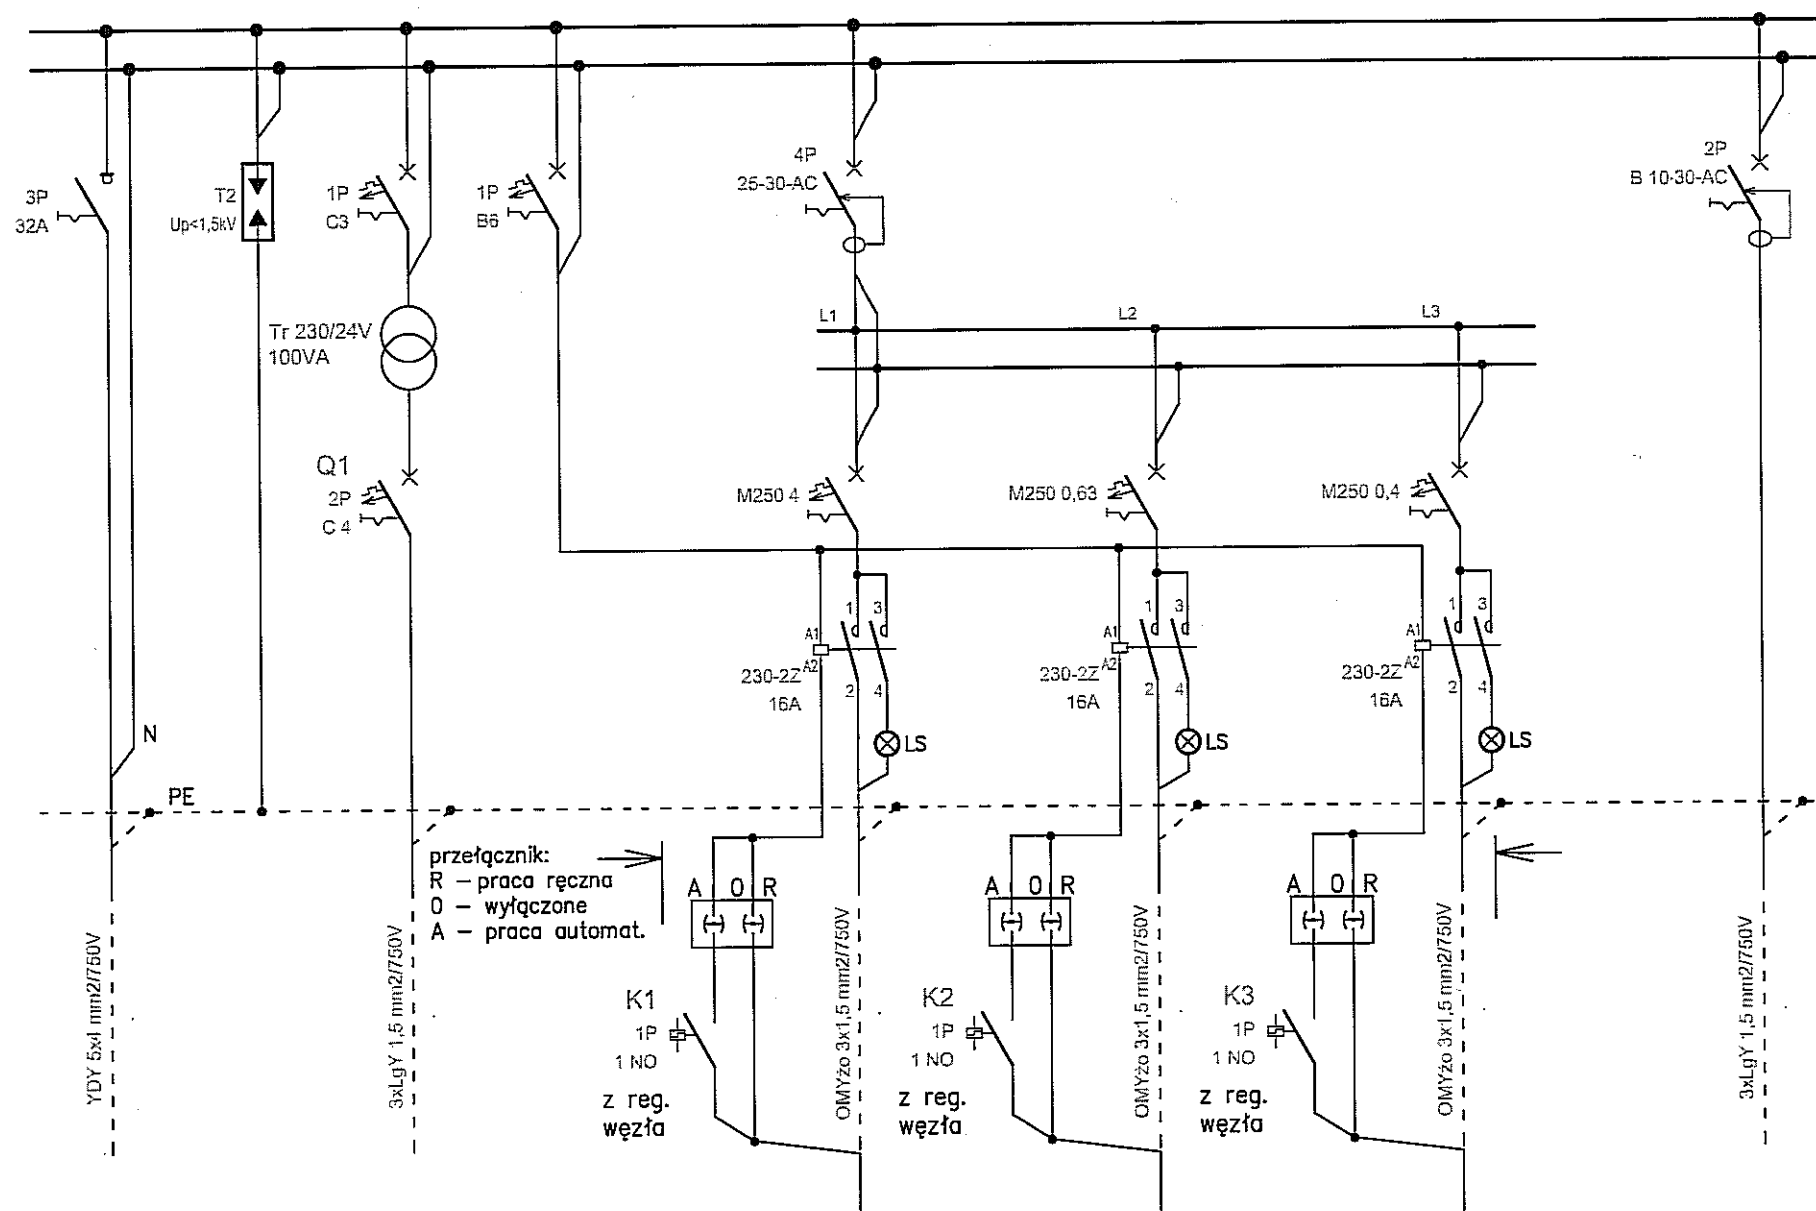 3P
32A
T2
Up<1,5kV
1P
C3
1P
B6
4P
25-30-AC
2P
B 10-30-AC
Tr 230/24V
100VA
L1
L2
L3
Q1
2P
C 4
M250 4
M250 0,63
M250 0,4
1 3
A1
A2
230-2Z
16A
2 4
LS
1 3
A1
A2
230-2Z
16A
2 4
LS
1 3
A1
A2
230-2Z
16A
2 4
LS
N
PE
przełącznik:
R – praca ręczna
0 – wyłączone
A – praca automat.
A 0 R
A 0 R
A 0 R
K1
1P
1 NO
z reg.
węzła
K2
1P
1 NO
z reg.
węzła
K3
1P
1 NO
z reg.
węzła
YDY 5x4 mm2/750V
3xLgY 1,5 mm2/750V
OMYżo 3x1,5 mm2/750V
OMYżo 3x1,5 mm2/750V
OMYżo 3x1,5 mm2/750V
3xLgY 1,5 mm2/750V